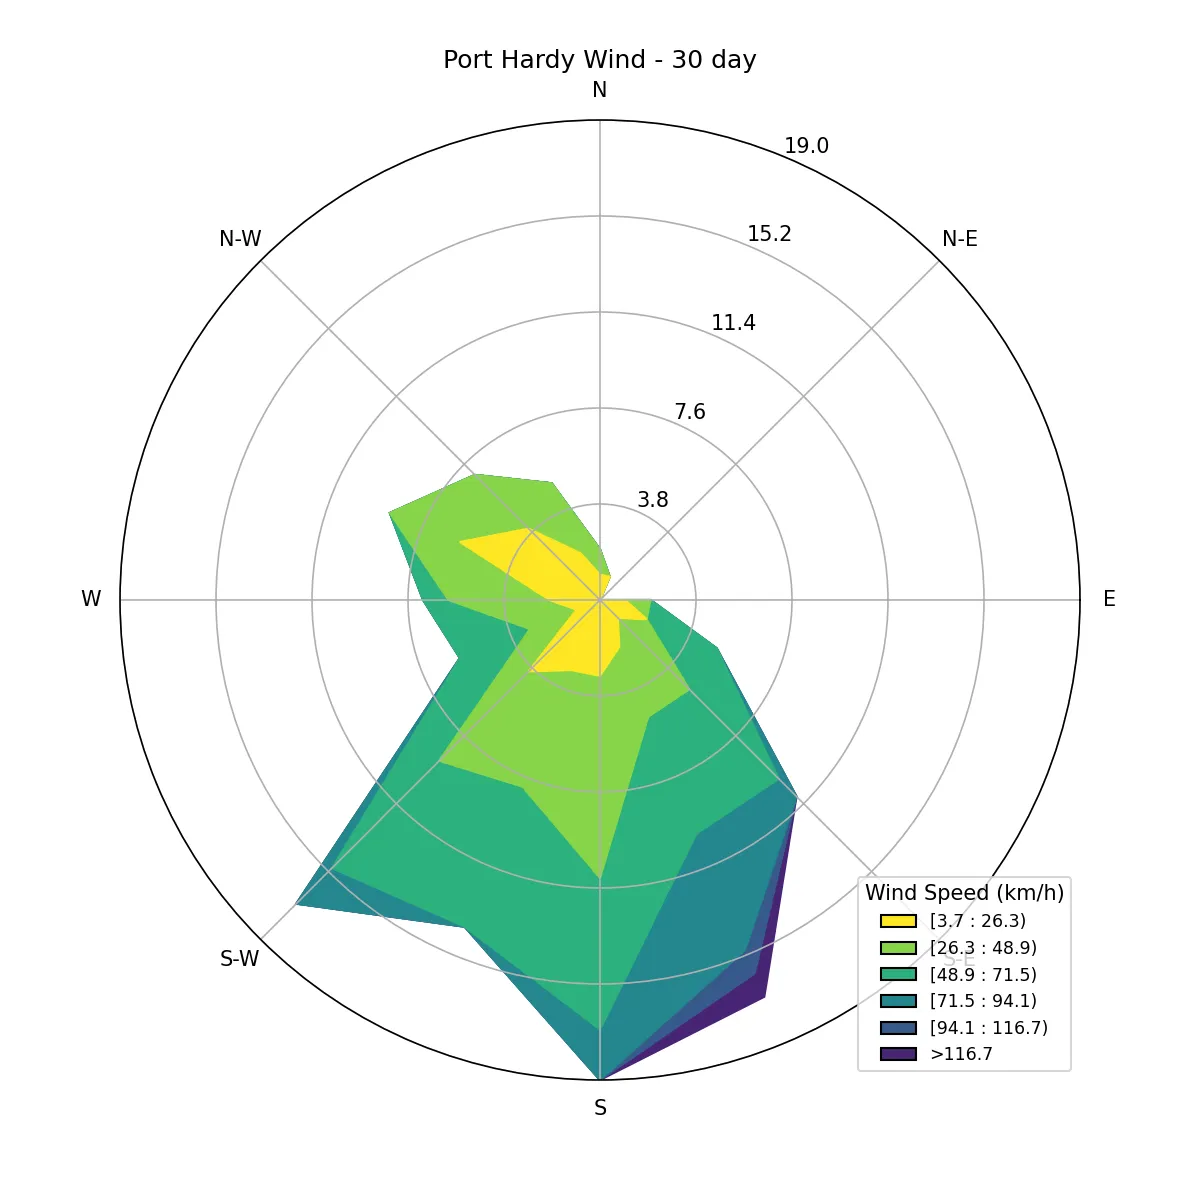 Port Hardy Wind - 30 day
N
19.0
15.2
N-W
N-E
11.4
7.6
3.8
W
E
Wind Speed (km/h)
[3.7 : 26.3)
[26.3 : 48.9)
S-W
S-E
[48.9 : 71.5)
[71.5 : 94.1)
[94.1 : 116.7)
>116.7
S